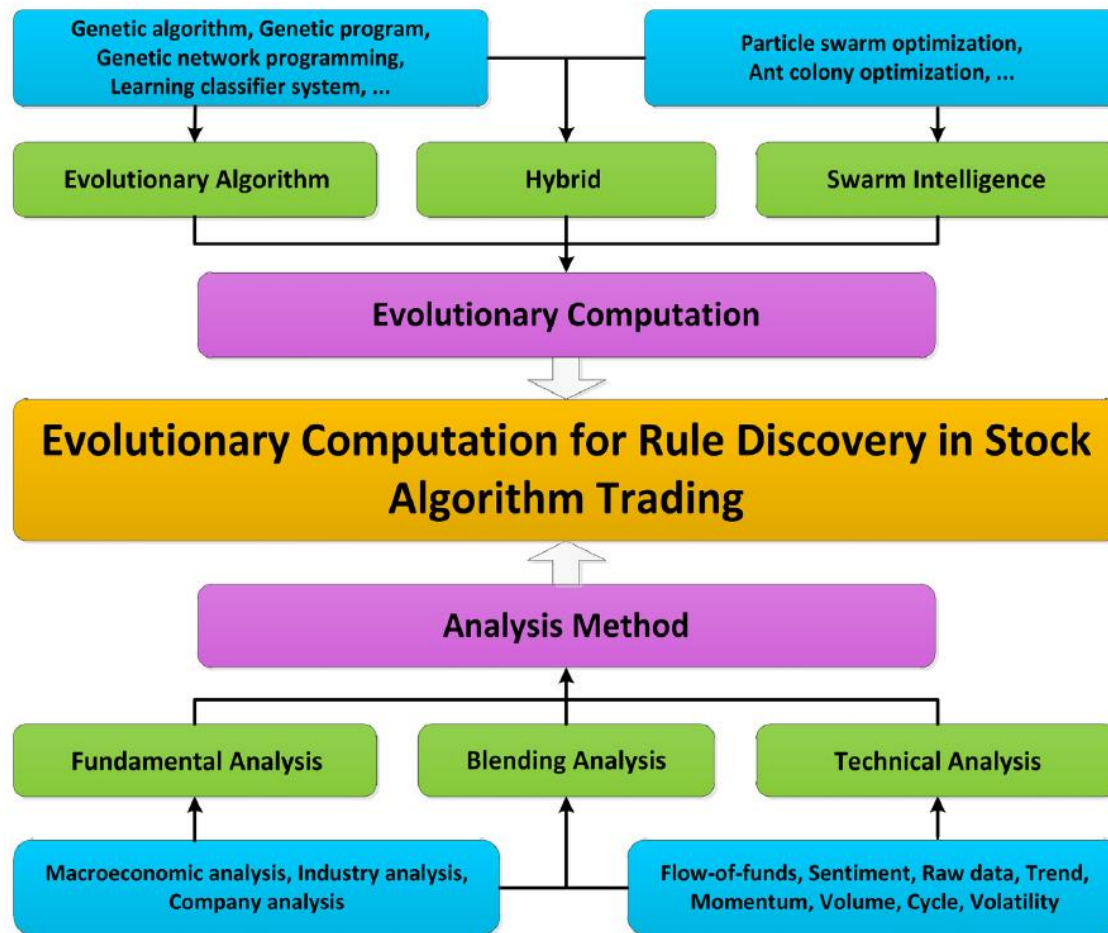 Genetic algorithm, Genetic program,
Genetic network programming,
Learning classifier system, ...
Particle swarm optimization,
Ant colony optimization, ...
Evolutionary Algorithm
Hybrid
Swarm Intelligence
Evolutionary Computation
Evolutionary Computation for Rule Discovery in Stock
Algorithm Trading
Analysis Method
Fundamental Analysis
Blending Analysis
Technical Analysis
Macroeconomic analysis, Industry analysis,
Company analysis
Flow-of-funds, Sentiment, Raw data, Trend,
Momentum, Volume, Cycle, Volatility